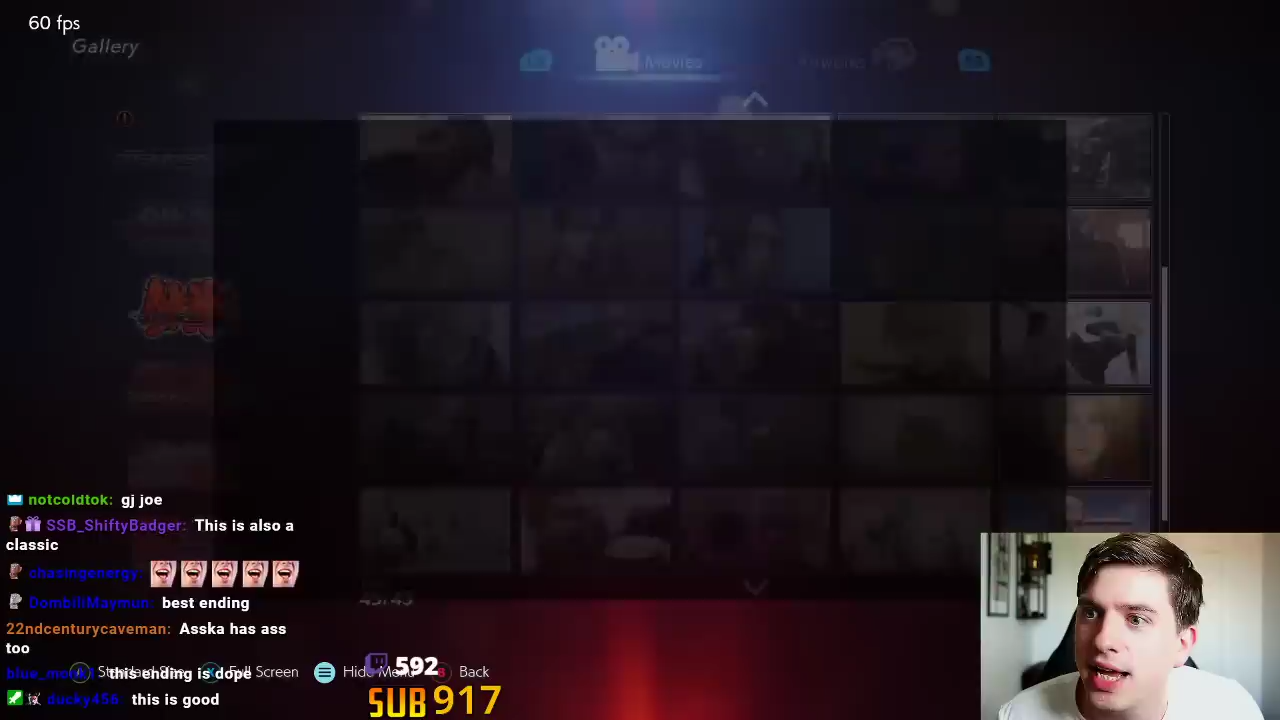 60 fps
Gallery
Movies
notcoldtok: gj joe
SSB_ShiftyBadger: This is also a
classic
chasingenergy:
DombiliMaymun: best ending
22ndcenturycaveman: Asska has ass
too
this ending is dope
ducky456: this is good
Full Screen
Hide Menu
Back
592
SUB 917